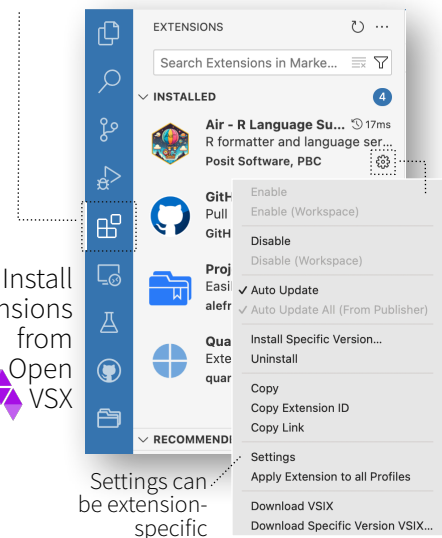 EXTENSIONS
Search Extensions in Marke...
INSTALLED
4
Air - R Language Su... 17ms
R formatter and language ser...
Posit Software, PBC
GitH
Pull
GitH
Proj
Easil
alefr
Qua
Exte
quar
RECOMMENDI
Enable
Enable (Workspace)
Disable
Disable (Workspace)
✓ Auto Update
✓ Auto Update All (From Publisher)
Install Specific Version...
Uninstall
Copy
Copy Extension ID
Copy Link
Settings
Apply Extension to all Profiles
Download VSIX
Download Specific Version VSIX...
Install
nsions
from
Open
VSX
Settings can
be extension-
specific